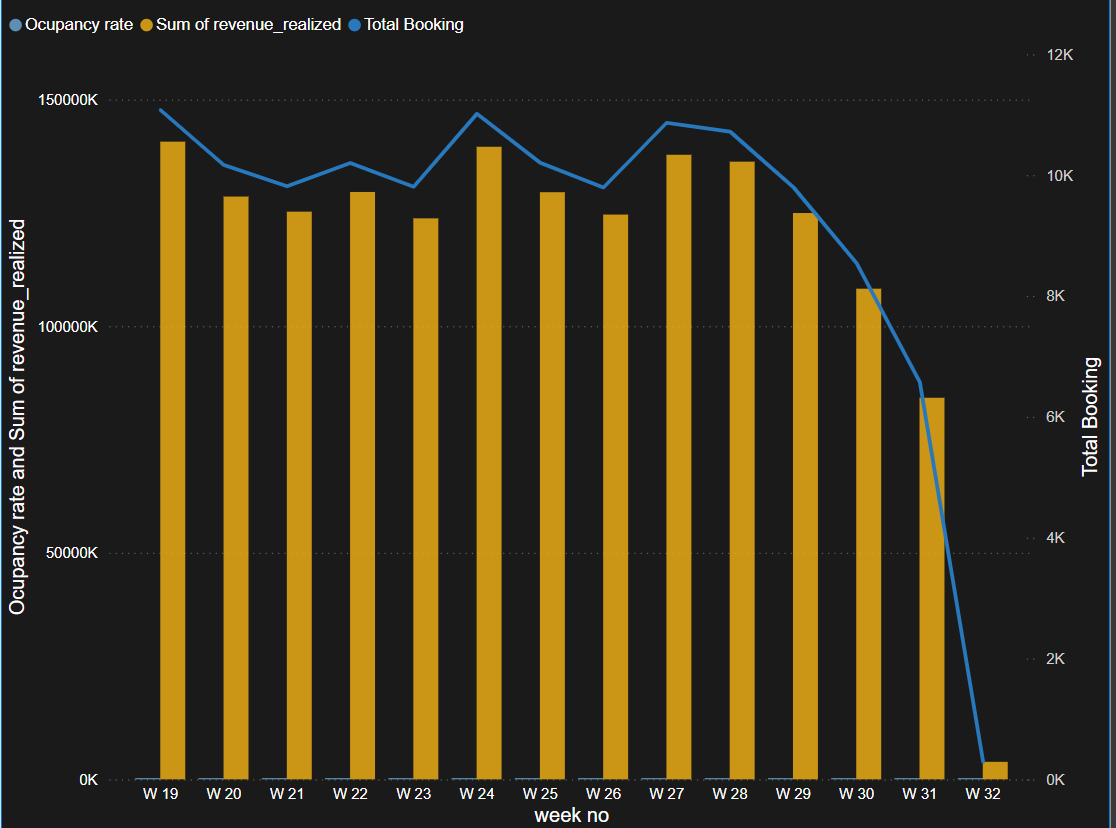 Ocupancy rate Sum of revenue_realized Total Booking
Ocupancy rate and Sum of revenue_realized
150000K
100000K
50000K
0K
12K
10K
8K
6K
4K
2K
0K
Total Booking
W 19 W 20 W 21 W 22 W 23 W 24 W 25 W 26 W 27 W 28 W 29 W 30 W 31 W 32
week no